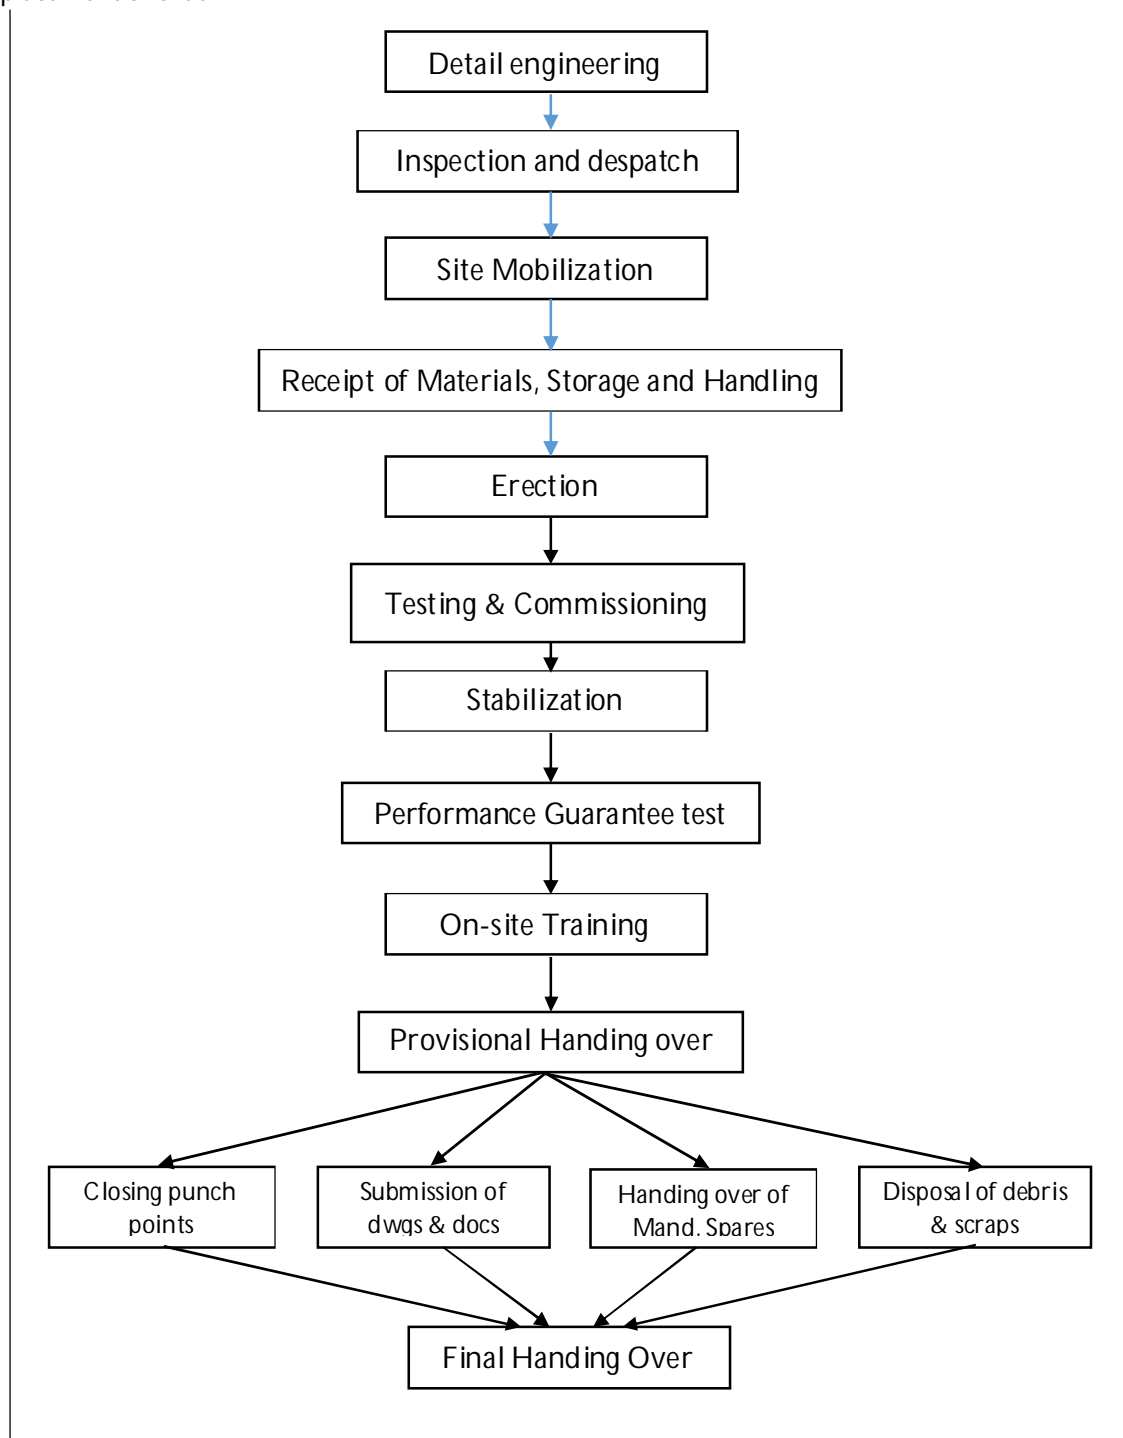 Detail engineering
Inspection and despatch
Site Mobilization
Receipt of Materials, Storage and Handling
Erection
Testing & Commissioning
Stabilization
Performance Guarantee test
On-site Training
Provisional Handing over
Closing punch
points
Submission of
dwgs & docs
Handing over of
Mand. Spares
Disposal of debris
& scraps
Final Handing Over